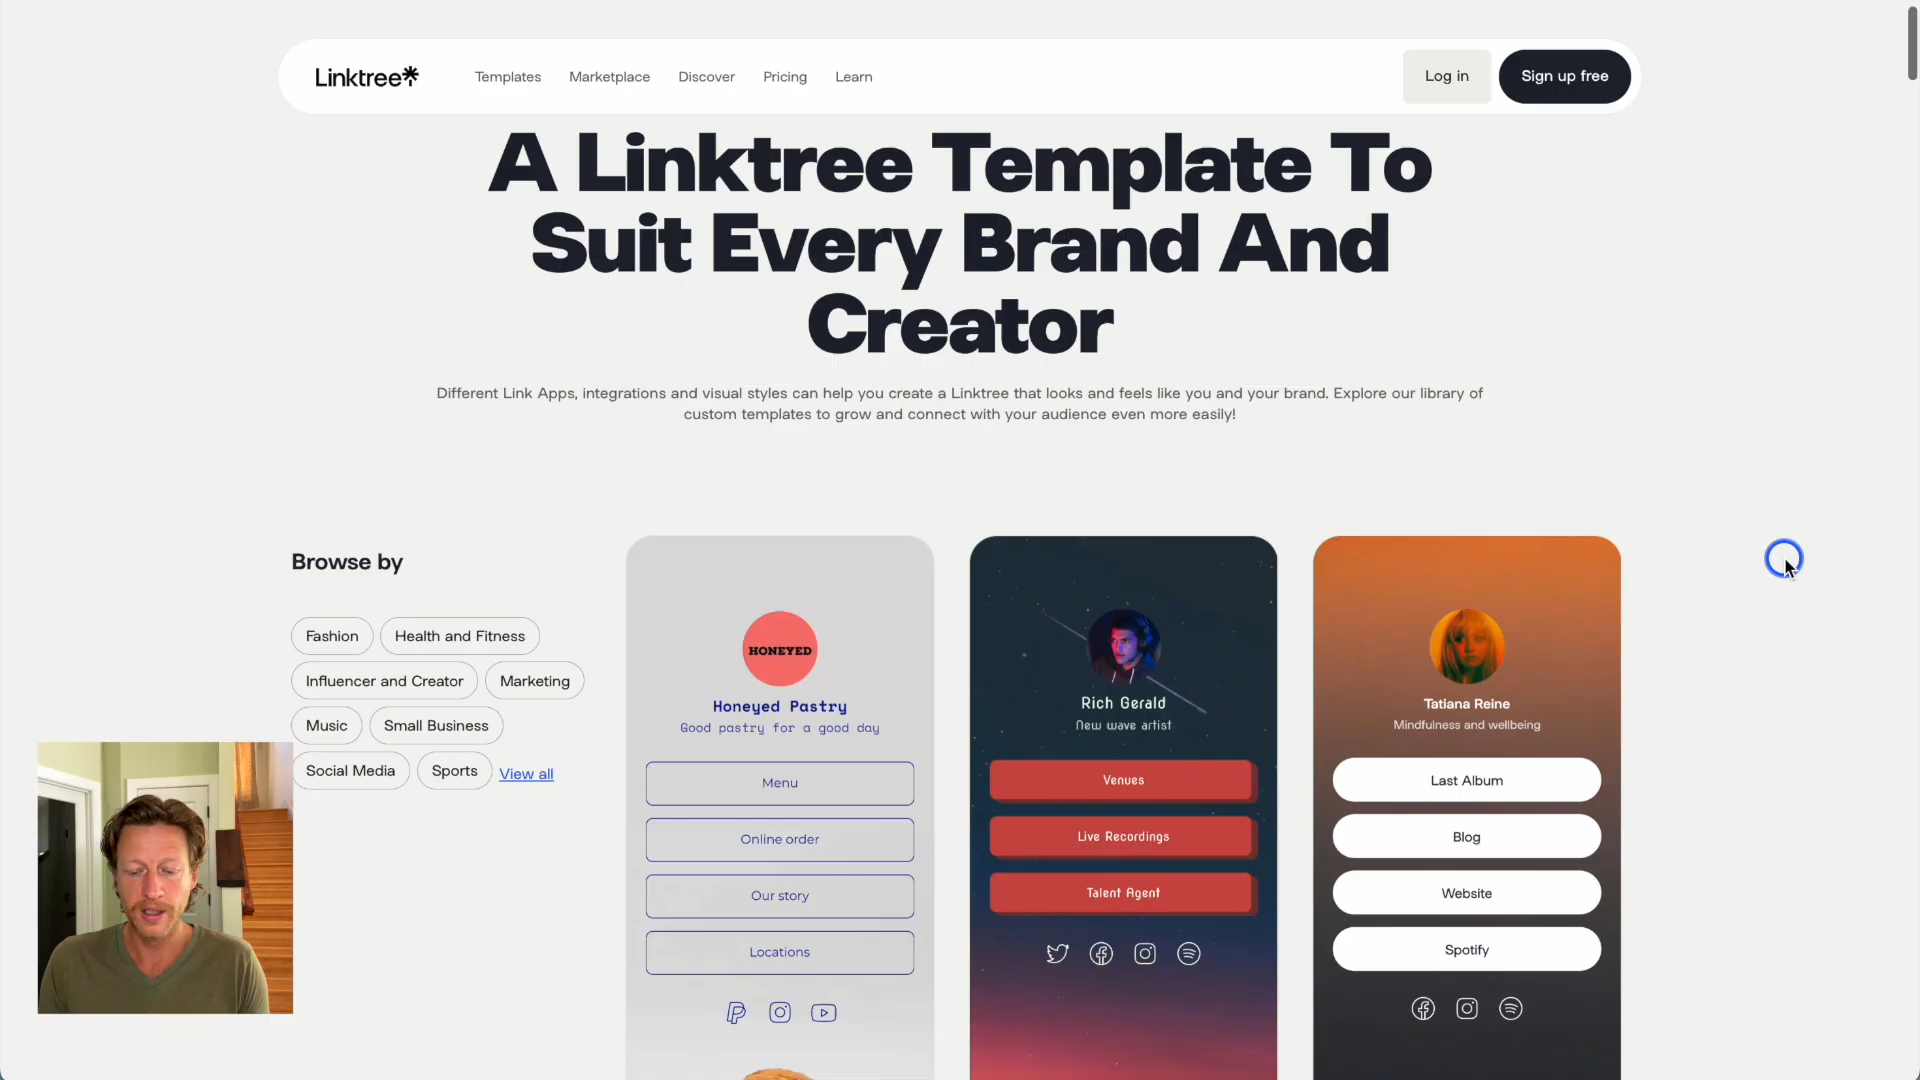 Linktree
Templates
Marketplace
Discover
Pricing
Learn
Log in
Sign up free
A Linktree Template To
Suit Every Brand And
Creator
Different Link Apps, integrations and visual styles can help you create a Linktree that looks and feels like you and your brand. Explore our library of
custom templates to grow and connect with your audience even more easily!
Browse by
Fashion
Health and Fitness
Influencer and Creator
Marketing
Music
Small Business
Social Media
Sports
View all
HONEYED
Honeyed Pastry
Good pastry for a good day
Menu
Online order
Our story
Locations
Rich Gerald
New wave artist
Venues
Live Recordings
Talent Agent
Tatiana Reine
Mindfulness and wellbeing
Last Album
Blog
Website
Spotify